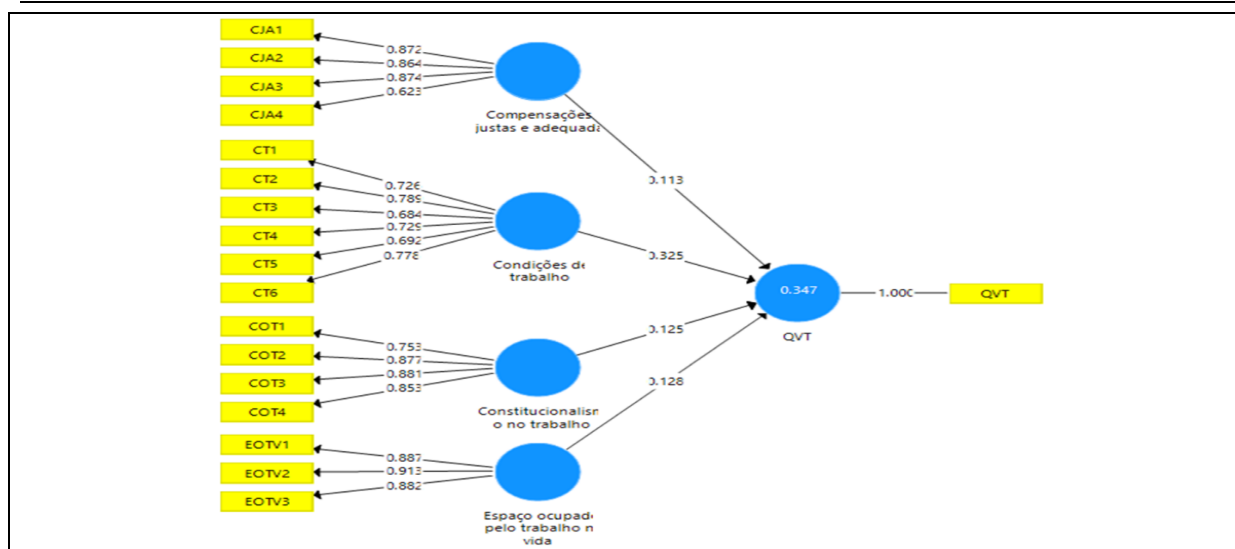 CJA1
CJA2
CJA3
CJA4
0.872
0.864
0.874
0.623
Compensações
justas e adequada
CT1
CT2
CT3
CT4
CT5
CT6
0.726
0.789
0.684
0.729
0.692
0.778
Condições de
trabalho
COT1
COT2
COT3
COT4
0.753
0.877
0.881
0.853
Constitucionalism
o no trabalho
EOTV1
EOTV2
EOTV3
0.887
0.913
0.882
Espaço ocupado
pelo trabalho n
vida
0.113
0.325
0.125
0.128
0.347
QVT
1.000
QVT